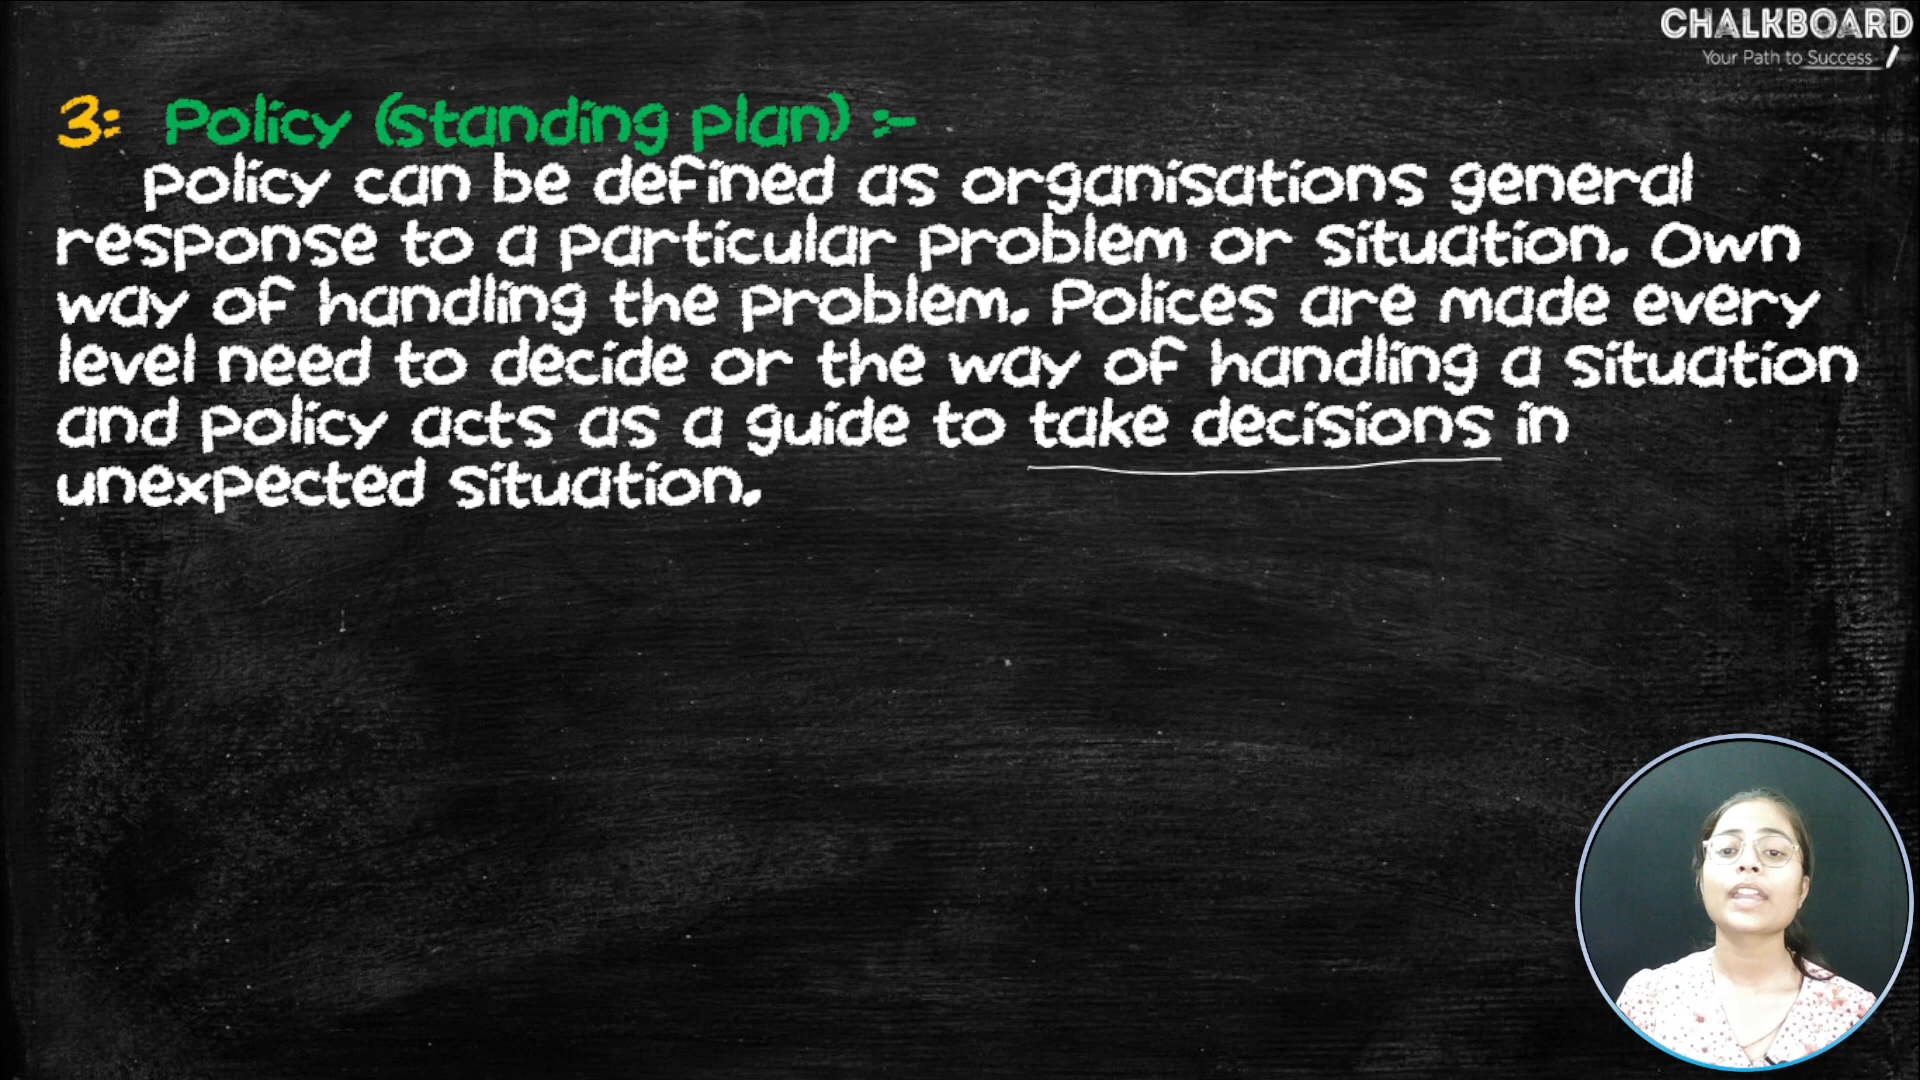 CHALKBOARD
Your Path to Success
3: Policy (standing plan) :-
Policy can be defined as organisations general
response to a particular problem or situation. Own
way of handling the problem. Polices are made every
level need to decide or the way of handling a situation
and policy acts as a guide to take decisions in
unexpected situation.